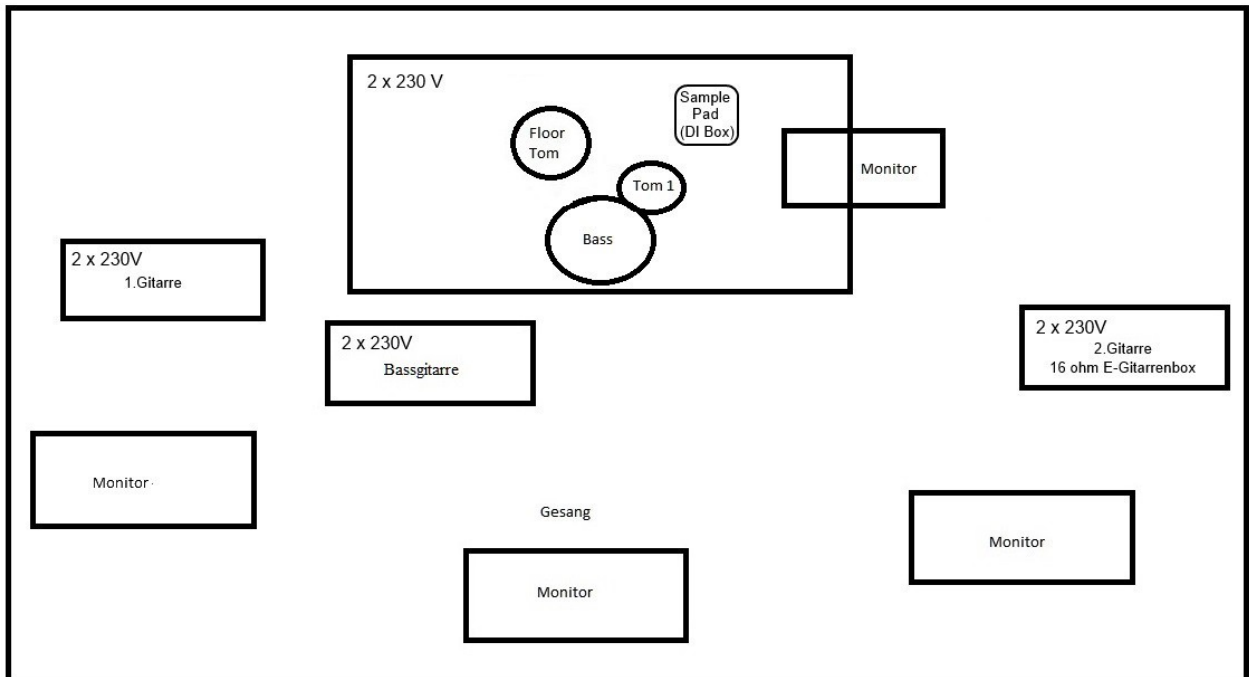 2 x 230 V
Sample
Pad
(DI Box)
Floor
Tom
Monitor
Tom 1
Bass
2 x 230V
1.Gitarre
2 x 230V
Bassgitarre
2 x 230V
2.Gitarre
16 ohm E-Gitarrenbox
Monitor
Gesang
Monitor
Monitor